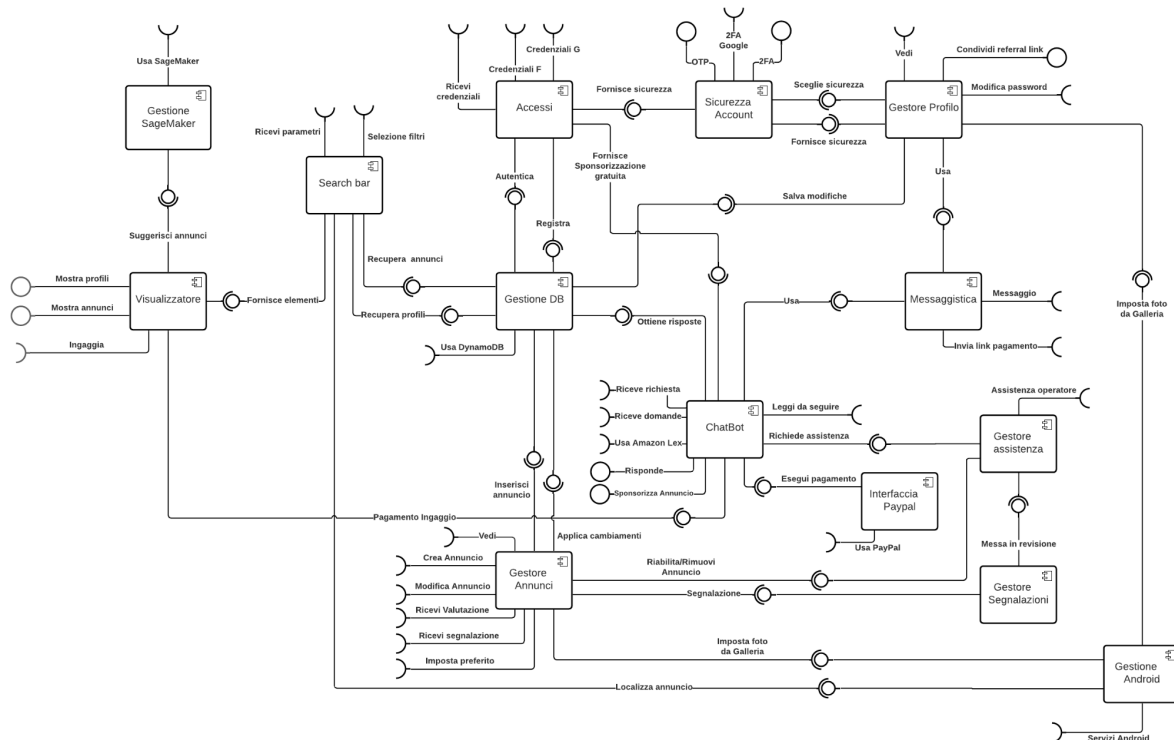 2FA
Google
Credenziali G
OTP
2FA
Vedi
Condividi referral link
Usa SageMaker
Credenziali F
Ricevi
credenziali
Gestione
SageMaker
Accessi
Fornisce sicurezza
Sicurezza
Account
Sceglie sicurezza
Gestore Profilo
Modifica password
Ricevi parametri
Selezione filtri
Fornisce sicurezza
Search bar
Autentica
Fornisce
Sponsorizzazione
gratuita
Usa
Salva modifiche
Suggerisci annunci
Registra
Recupera annunci
Mostra profili
Visualizzatore
Mostra annunci
Fornisce elementi
Gestione DB
Usa
Messaggistica
Messaggio
Imposta foto
da Galleria
Recupera profili
Ottiene risposte
Ingaggia
Usa DynamoDB
Invia link pagamento
Riceve richiesta
Assistenza operatore
Riceve domande
ChatBot
Leggi da seguire
Usa Amazon Lex
Richiede assistenza
Gestore
assistenza
Risponde
Esegui pagamento
Inserisci
annuncio
Sponsorizza Annuncio
Interfaccia
Paypal
Pagamento Ingaggio
Vedi
Applica cambiamenti
Usa PayPal
Messa in revisione
Crea Annuncio
Gestore
Annunci
Riabilita/Rimuovi
Annuncio
Modifica Annuncio
Segnalazione
Gestore
Segnalazioni
Ricevi Valutazione
Ricevi segnalazione
Imposta foto
da Galleria
Imposta preferito
Gestione
Android
Localizza annuncio
Servizi Android